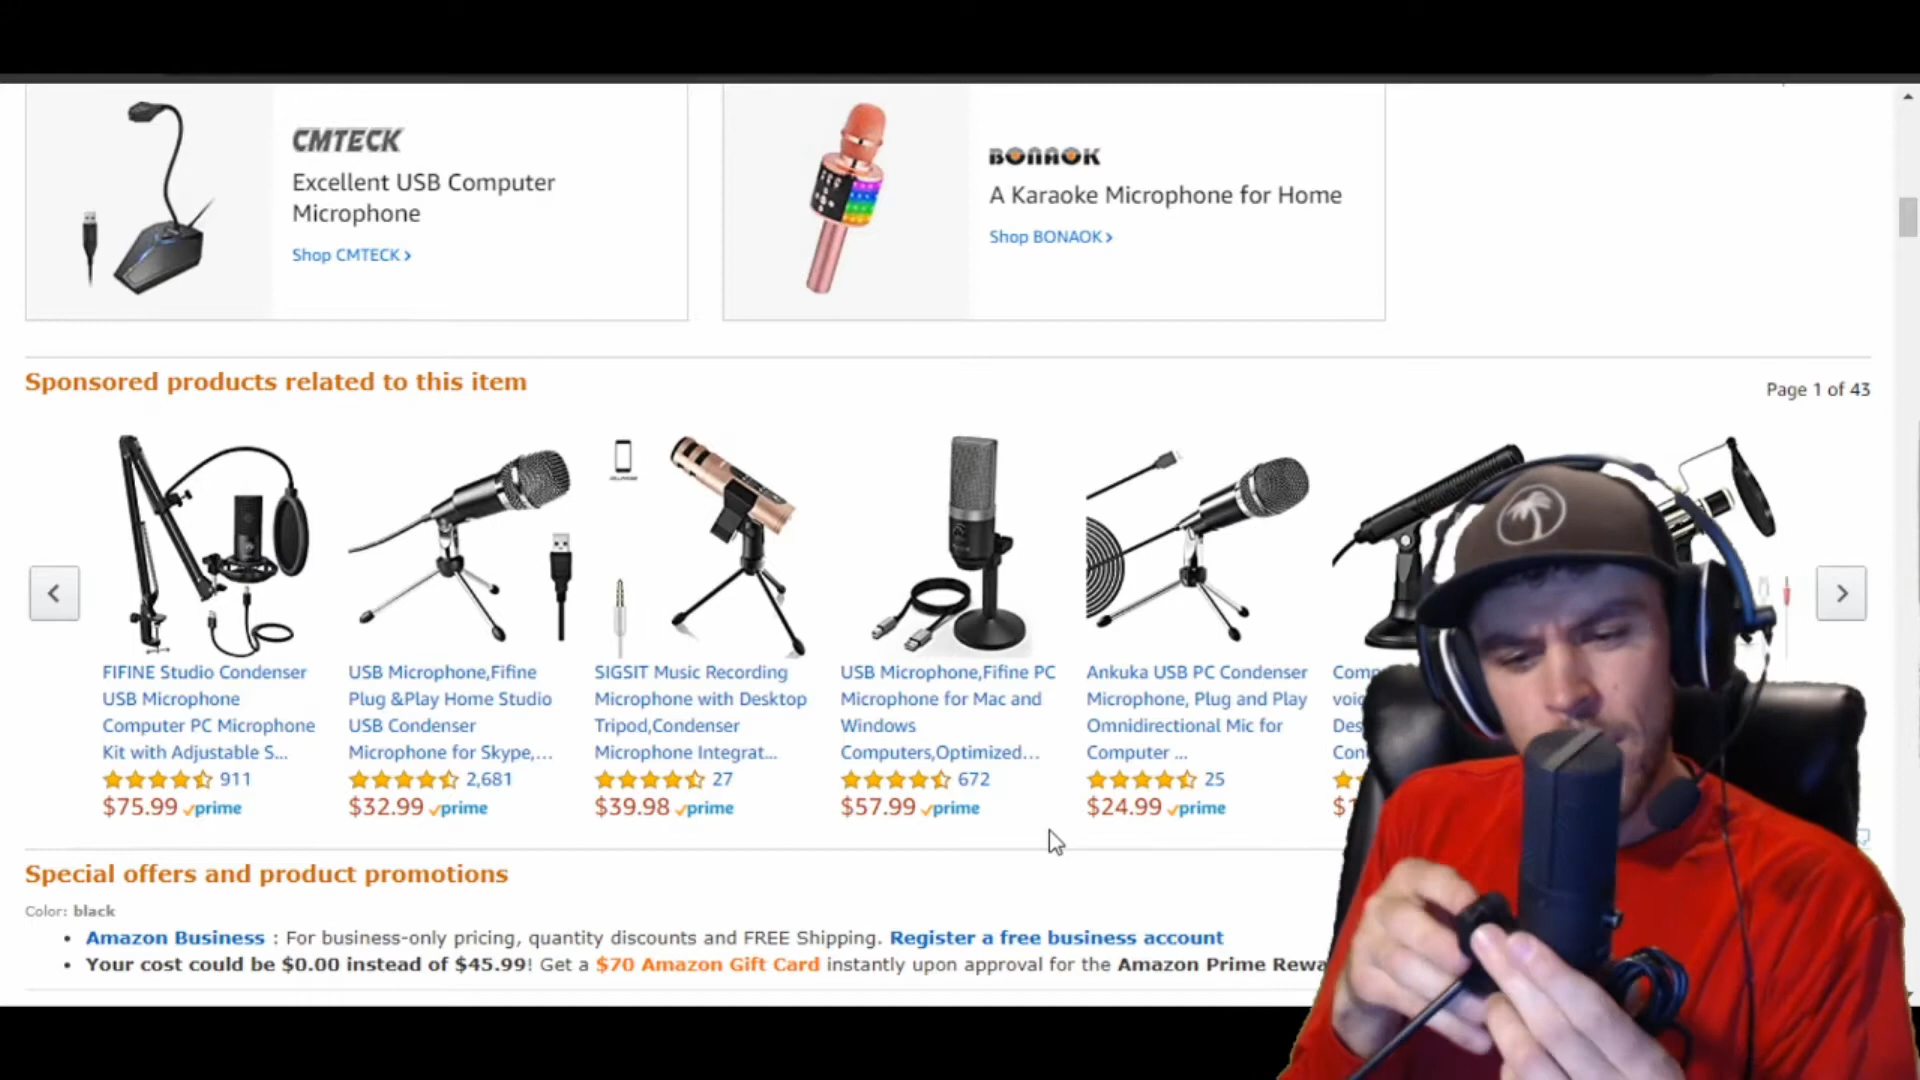 CMTECK
Excellent USB Computer
Microphone
Shop CMTECK ›
BONAOK
A Karaoke Microphone for Home
Shop BONAOK ›
Sponsored products related to this item
Page 1 of 43
FIFINE Studio Condenser
USB Microphone
Computer PC Microphone
Kit with Adjustable S...
911
$75.99 prime
USB Microphone,Fifine
Plug &Play Home Studio
USB Condenser
Microphone for Skype,...
2,681
$32.99 prime
SIGSIT Music Recording
Microphone with Desktop
Tripod,Condenser
Microphone Integrat...
27
$39.98 prime
USB Microphone,Fifine PC
Microphone for Mac and
Windows
Computers,Optimized...
672
$57.99 prime
Ankuka USB PC Condenser
Microphone, Plug and Play
Omnidirectional Mic for
Computer ...
25
$24.99 prime
Special offers and product promotions
Color: black
• Amazon Business : For business-only pricing, quantity discounts and FREE Shipping. Register a free business account
• Your cost could be $0.00 instead of $45.99! Get a $70 Amazon Gift Card instantly upon approval for the Amazon Prime